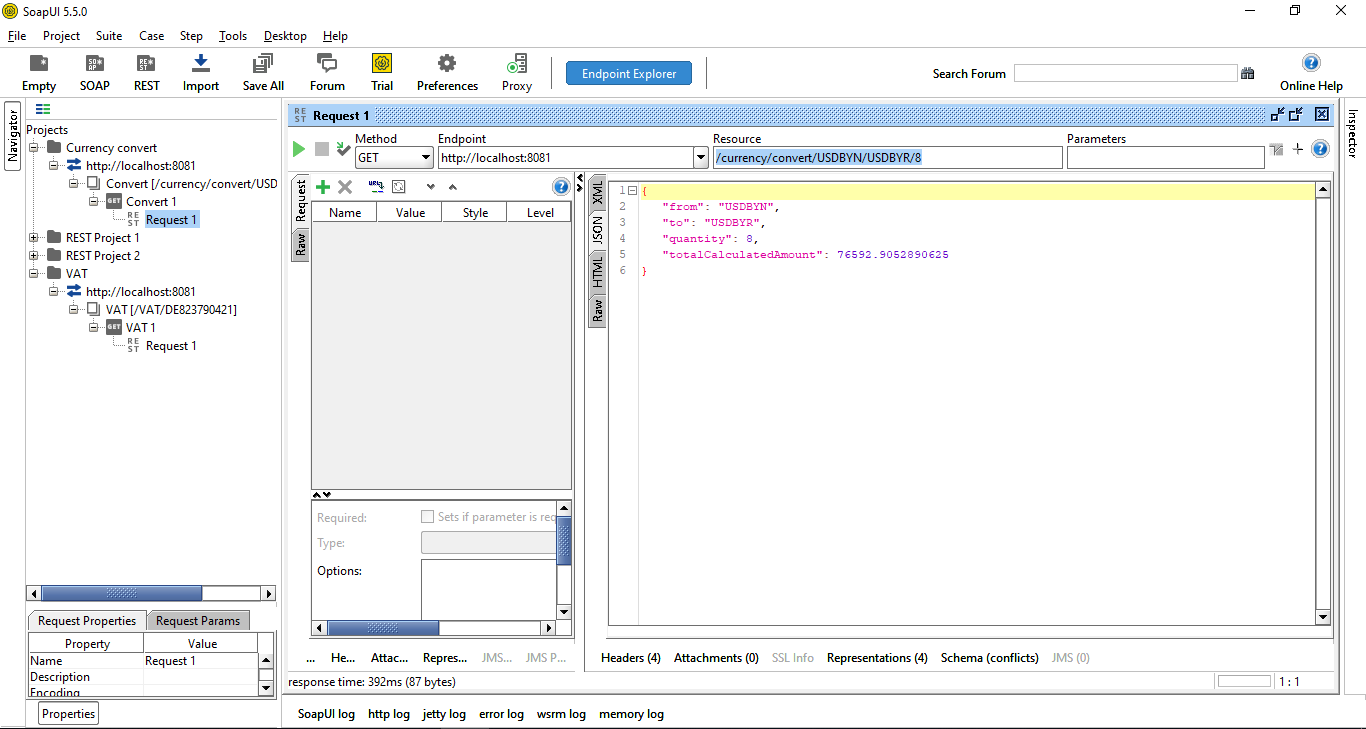 SoapUI 5.5.0
File Project Suite Case Step Tools Desktop Help
Empty SOAP REST Import Save All Forum Trial Preferences Proxy Endpoint Explorer Search Forum Online Help
Navigator
Projects
Currency convert
http://localhost:8081
Convert [/currency/convert/USD
GET Convert 1
REST Request 1
REST Project 1
REST Project 2
VAT
http://localhost:8081
VAT [/VAT/DE823790421]
GET VAT 1
REST Request 1
Request Properties Request Params
Property Value
Name Request 1
Description
Encoding
Properties
REST Request 1
Method Endpoint Resource Parameters
GET http://localhost:8081 /currency/convert/USDBYN/USDBYR/8
Request
Raw
Name Value Style Level
Required: Sets if parameter is req
Type:
Options:
... He... Attac... Repres... JMS... JMS P...
XML
JSON
HTML
Raw
1 {
2 "from": "USDBYN",
3 "to": "USDBYR",
4 "quantity": 8,
5 "totalCalculatedAmount": 76592.9052890625
6 }
Headers (4) Attachments (0) SSL Info Representations (4) Schema (conflicts) JMS (0)
response time: 392ms (87 bytes) 1 : 1
SoapUI log http log jetty log error log wsrm log memory log
Inspector